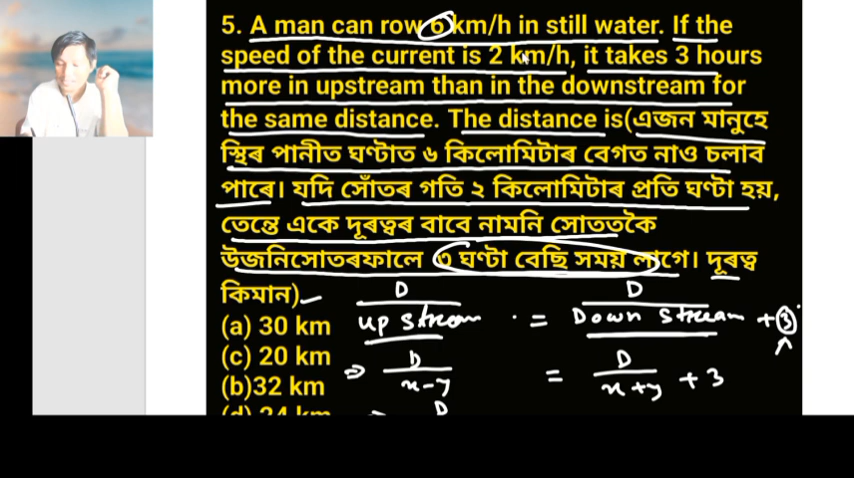 5. A man can row 6 km/h in still water. If the
speed of the current is 2 km/h, it takes 3 hours
more in upstream than in the downstream for
the same distance. The distance is(এজন মানুহে
স্থিৰ পানীত ঘণ্টাত ৬ কিলোমিটাৰ বেগত নাও চলাব
পাৰে। যদি সোঁতৰ গতি ২ কিলোমিটাৰ প্ৰতি ঘণ্টা হয়,
তেন্তে একে দূৰত্বৰ বাবে নামনি সোততকৈ
উজনিসোতৰফালে ৩ ঘণ্টা বেছি সময় লাগে। দূৰত্ব
কিমান)
D D
(a) 30 km up stream = Down stream + 3
(c) 20 km ⇒ D = D + 3
(b)32 km x-y x+y
(d) 24 km D